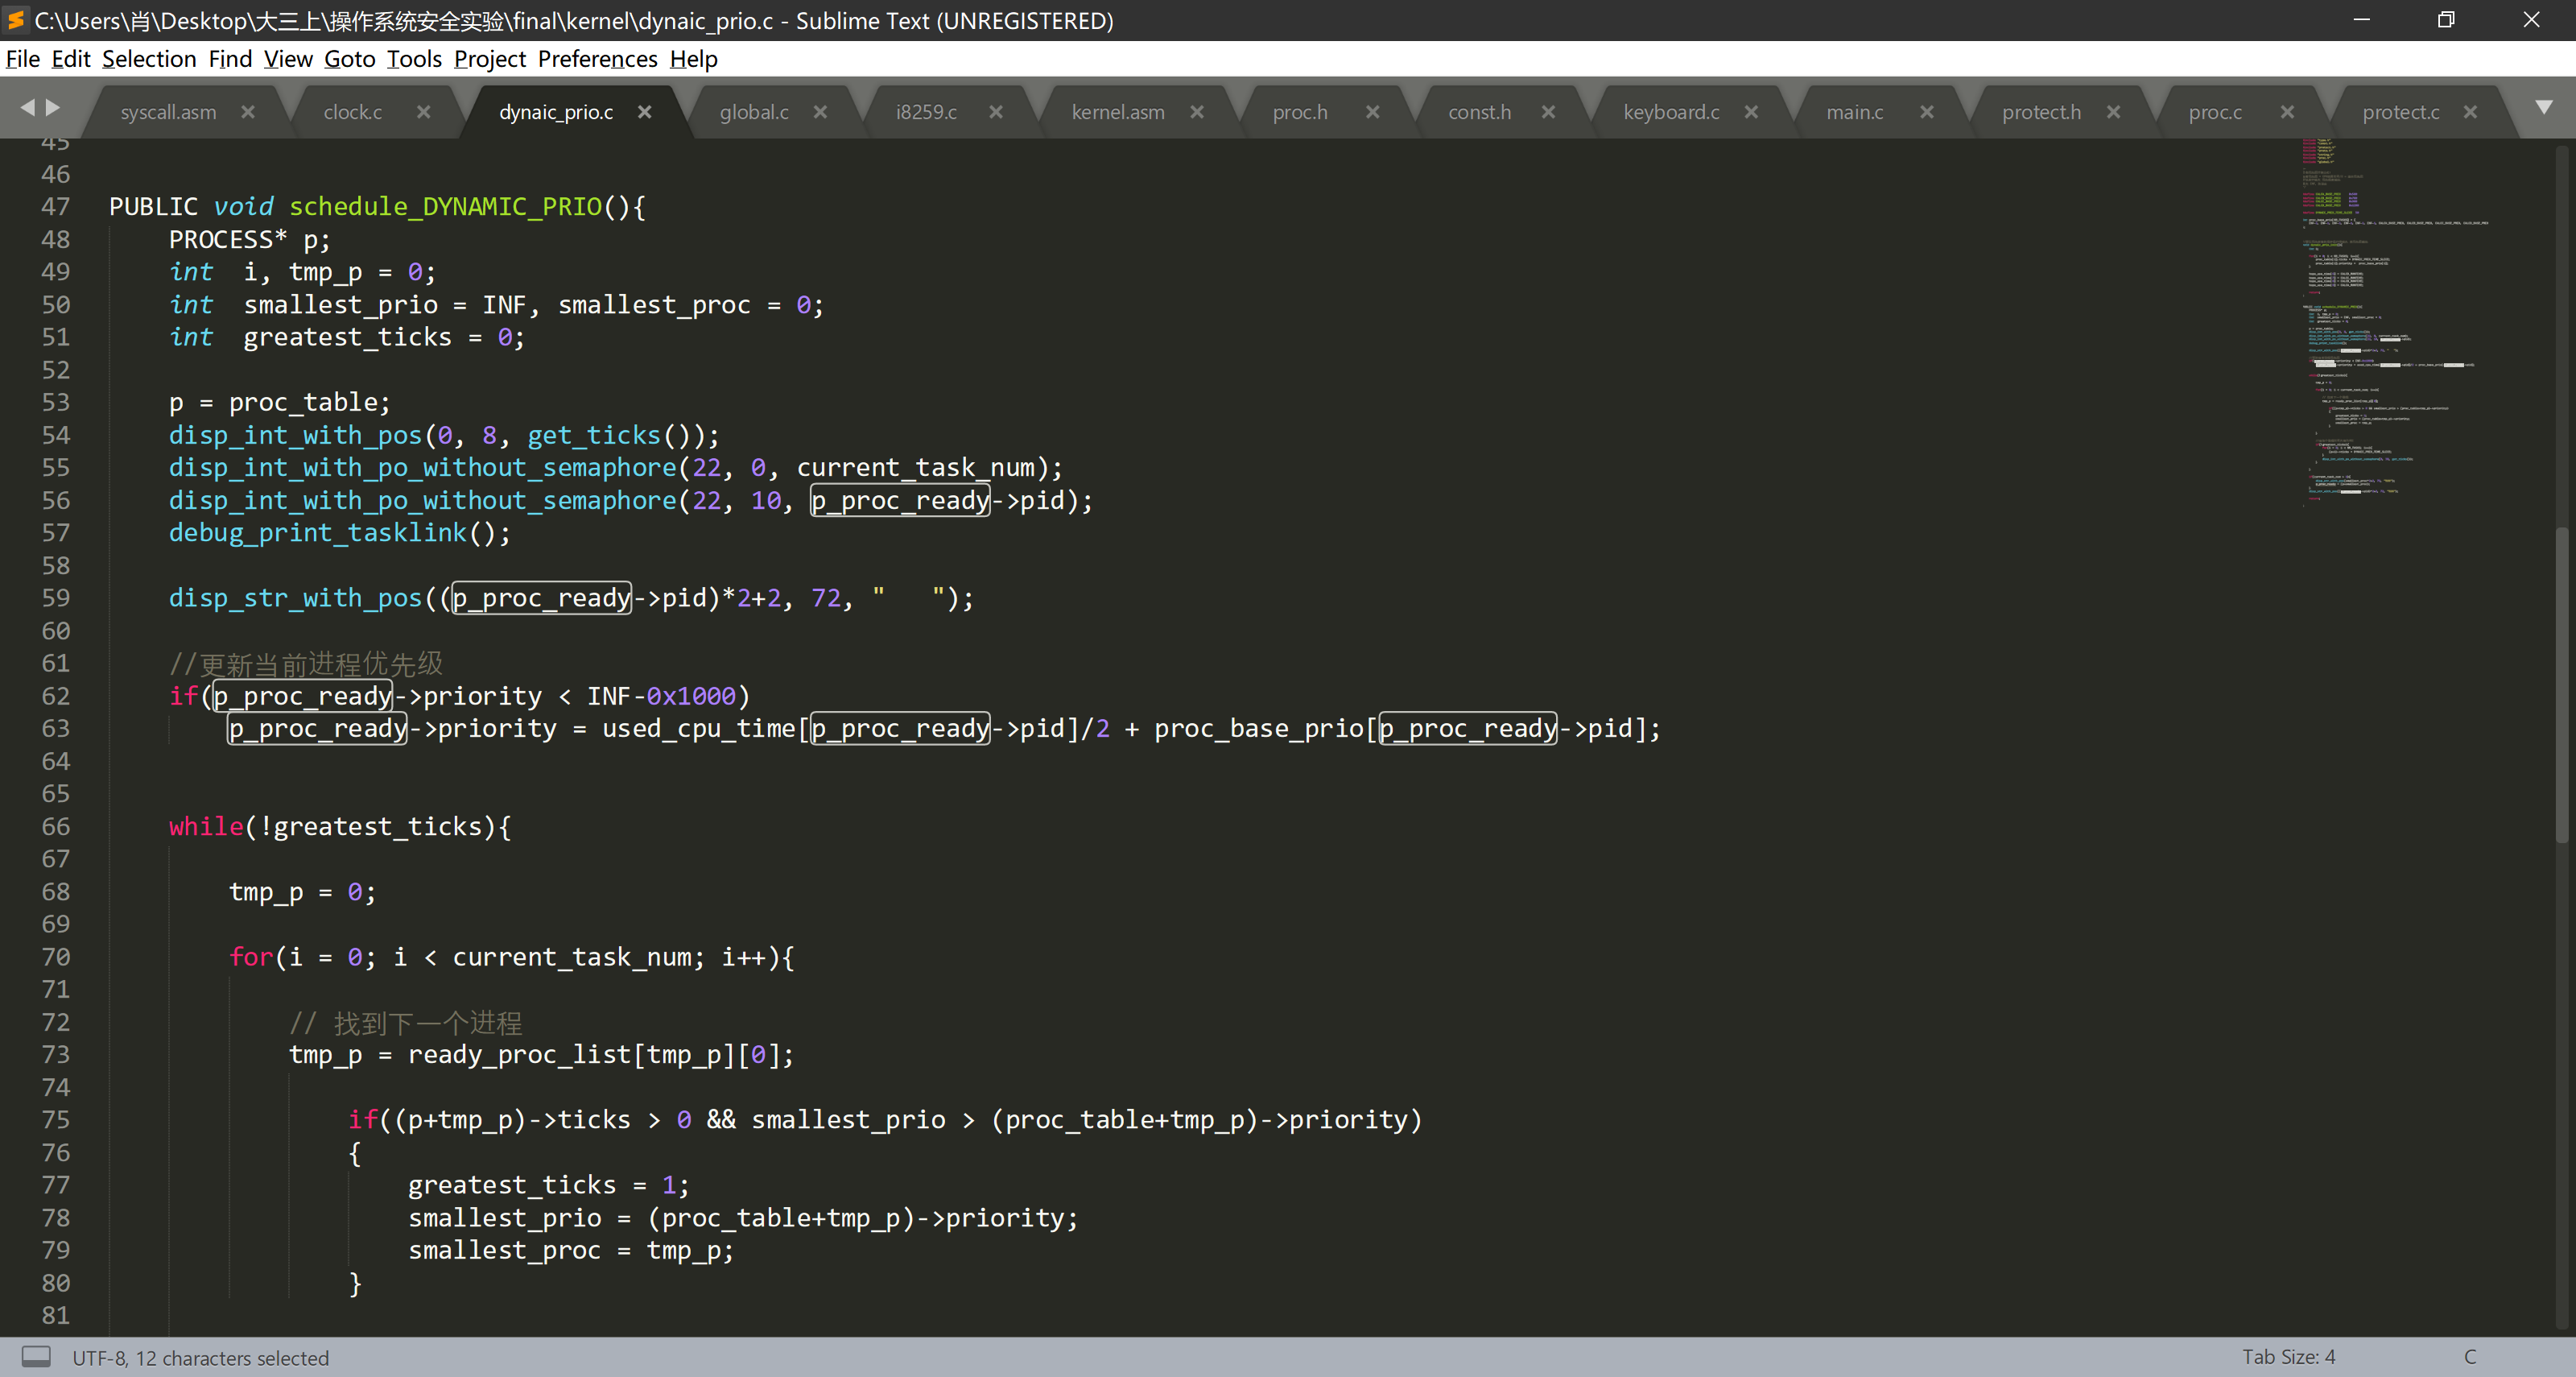 C:\Users\肖\Desktop\大三上\操作系统安全实验\final\kernel\dynaic_prio.c - Sublime Text (UNREGISTERED)
File Edit Selection Find View Goto Tools Project Preferences Help
syscall.asm clock.c dynaic_prio.c global.c i8259.c kernel.asm proc.h const.h keyboard.c main.c protect.h proc.c protect.c
45
46
47 PUBLIC void schedule_DYNAMIC_PRIO(){
48 PROCESS* p;
49 int i, tmp_p = 0;
50 int smallest_prio = INF, smallest_proc = 0;
51 int greatest_ticks = 0;
52
53 p = proc_table;
54 disp_int_with_pos(0, 8, get_ticks());
55 disp_int_with_po_without_semaphore(22, 0, current_task_num);
56 disp_int_with_po_without_semaphore(22, 10, p_proc_ready->pid);
57 debug_print_tasklink();
58
59 disp_str_with_pos((p_proc_ready->pid)*2+2, 72, "   ");
60
61 //更新当前进程优先级
62 if(p_proc_ready->priority < INF-0x1000)
63 p_proc_ready->priority = used_cpu_time[p_proc_ready->pid]/2 + proc_base_prio[p_proc_ready->pid];
64
65
66 while(!greatest_ticks){
67
68 tmp_p = 0;
69
70 for(i = 0; i < current_task_num; i++){
71
72 // 找到下一个进程
73 tmp_p = ready_proc_list[tmp_p][0];
74
75 if((p+tmp_p)->ticks > 0 && smallest_prio > (proc_table+tmp_p)->priority)
76 {
77 greatest_ticks = 1;
78 smallest_prio = (proc_table+tmp_p)->priority;
79 smallest_proc = tmp_p;
80 }
81
UTF-8, 12 characters selected
Tab Size: 4
C